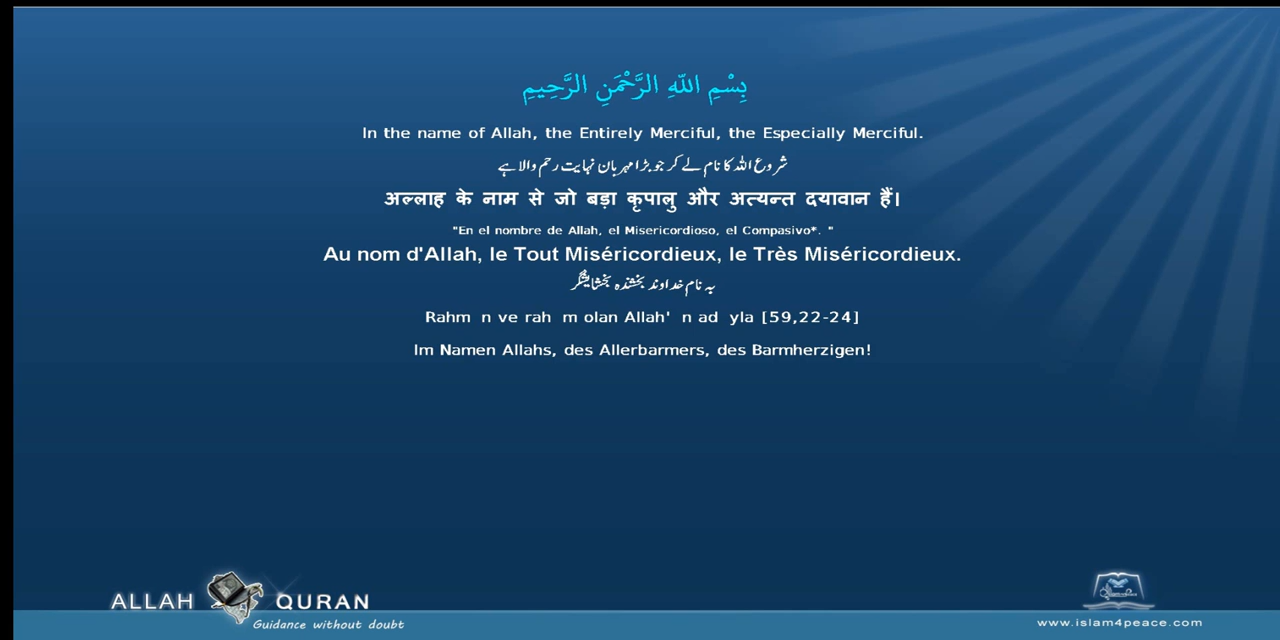 بِسْمِ اللَّهِ الرَّحْمَنِ الرَّحِيمِ
In the name of Allah, the Entirely Merciful, the Especially Merciful.
شروع الله کا نام لے کر جو بڑا مہربان نہایت رحم والا ہے
अल्लाह के नाम से जो बड़ा कृपालु और अत्यन्त दयावान हैं।
"En el nombre de Allah, el Misericordioso, el Compasivo*. "
Au nom d'Allah, le Tout Miséricordieux, le Très Miséricordieux.
به نام خداوند بخشنده بخشایشگر
Rahm n ve rah m olan Allah' n ad yla [59,22-24]
Im Namen Allahs, des Allerbarmers, des Barmherzigen!
ALLAH QURAN
Guidance without doubt
www.islam4peace.com